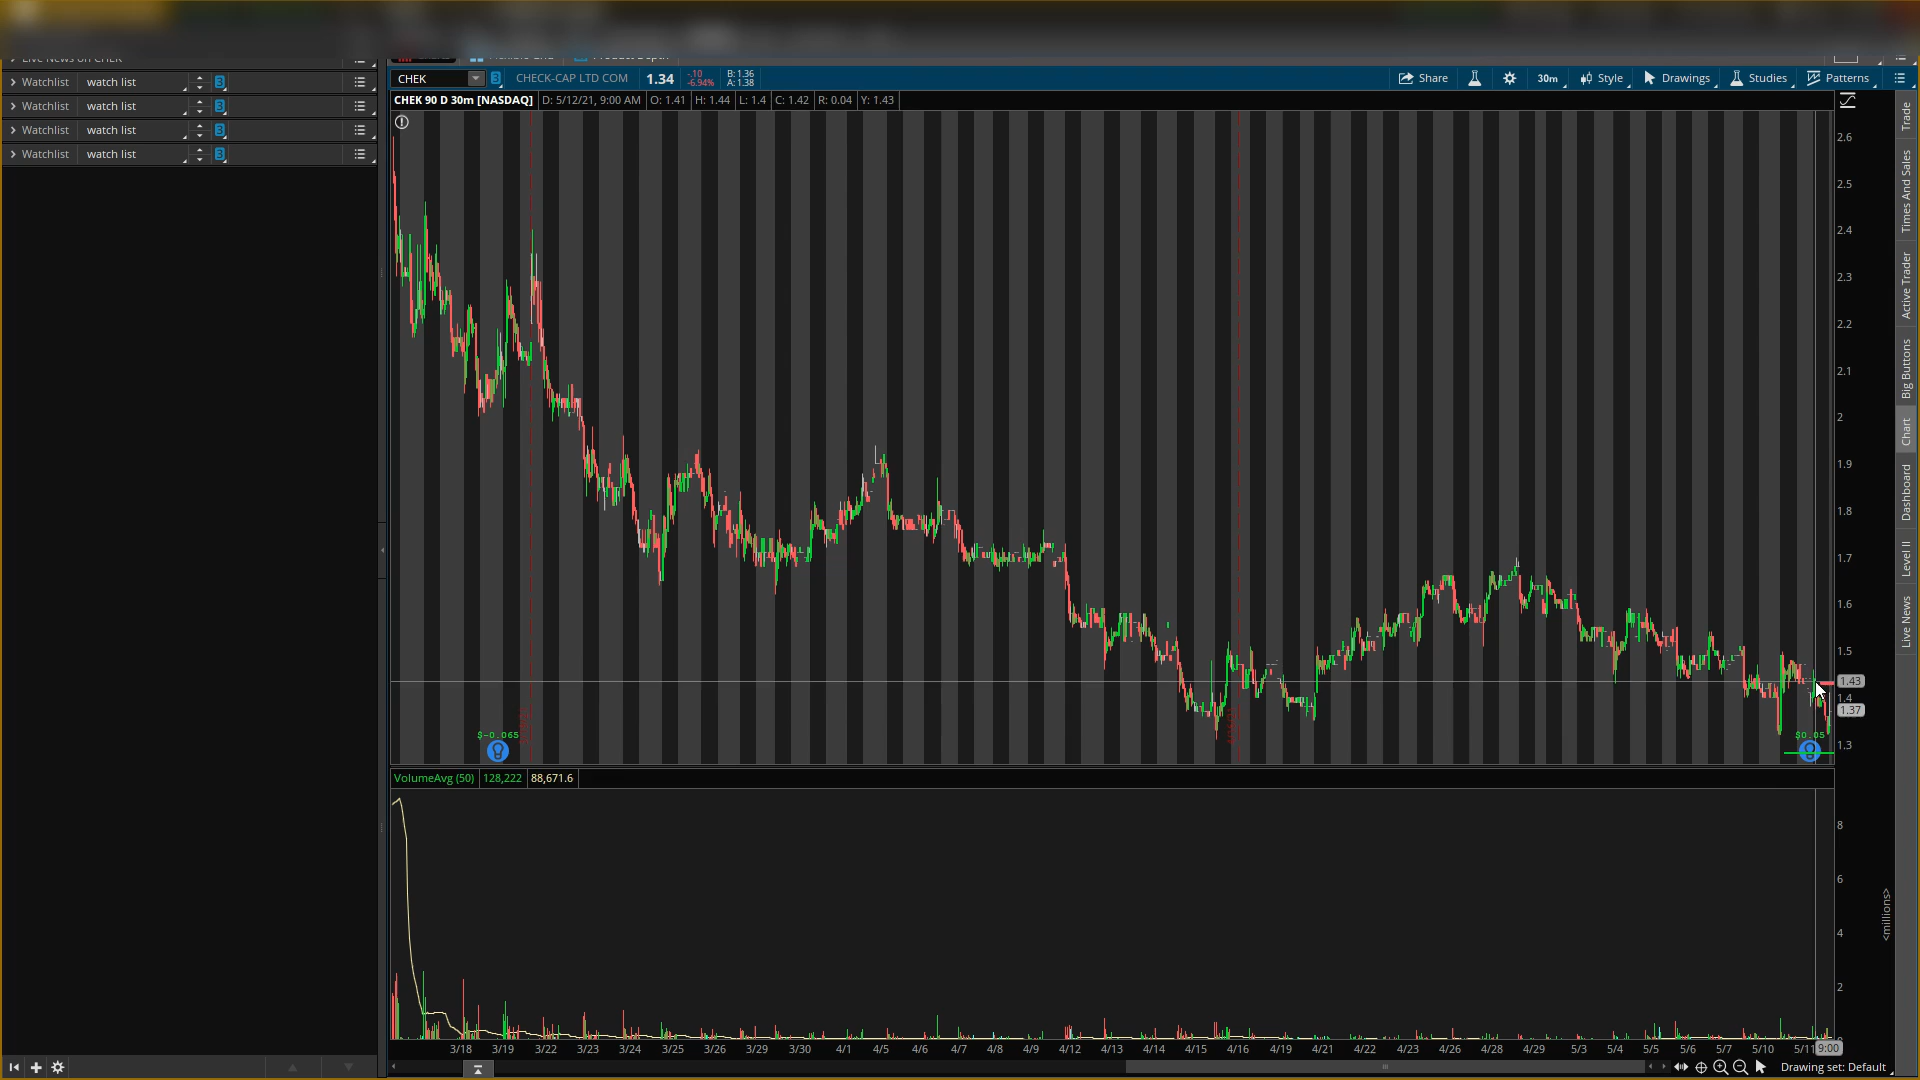 Watchlist watch list 3
Watchlist watch list 3
Watchlist watch list 3
Watchlist watch list 3
CHEK 3 CHECK-CAP LTD COM 1.34 -.10 -6.94% B: 1.36 A: 1.38 Share 30m Style Drawings Studies Patterns
CHEK 90 D 30m [NASDAQ] D: 5/12/21, 9:00 AM O: 1.41 H: 1.44 L: 1.4 C: 1.42 R: 0.04 Y: 1.43
2.6
2.5
2.4
2.3
2.2
2.1
2
1.9
1.8
1.7
1.6
1.5
1.43
1.4
1.37
1.3
$-0.065
$0.05
Trade
Times And Sales
Active Trader
Big Buttons
Chart
Dashboard
Level II
Live News
VolumeAvg (50) 128,222 88,671.6
8
6
4
2
<millions>
3/18 3/19 3/22 3/23 3/24 3/25 3/26 3/29 3/30 4/1 4/5 4/6 4/7 4/8 4/9 4/12 4/13 4/14 4/15 4/16 4/19 4/21 4/22 4/23 4/26 4/28 4/29 5/3 5/4 5/5 5/6 5/7 5/10 5/11 9:00
Drawing set: Default